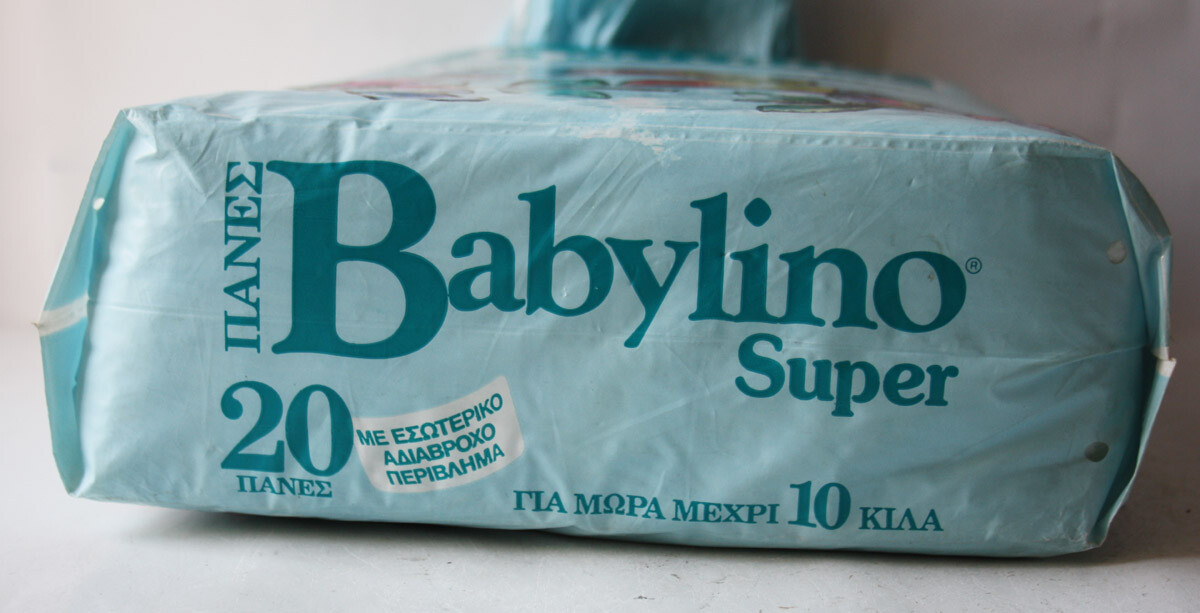 ΠΑΝΕΣ
Babylino®
Super
20
ΠΑΝΕΣ
ΜΕ ΕΣΩΤΕΡΙΚΟ
ΑΔΙΑΒΡΟΧΟ
ΠΕΡΙΒΛΗΜΑ
ΓΙΑ ΜΩΡΑ ΜΕΧΡΙ 10 ΚΙΛΑ